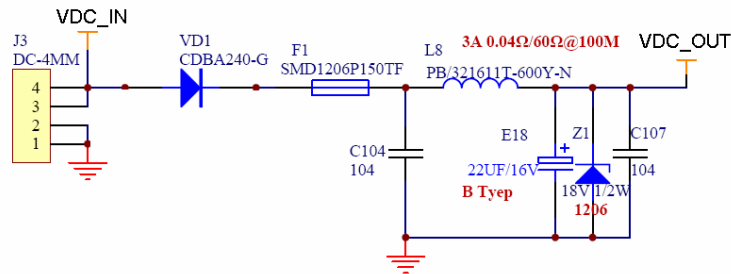 VDC_IN
J3
DC-4MM
4
3
2
1
VD1
CDBA240-G
F1
SMD1206P150TF
L8
3A 0.04Ω/60Ω@100M
PB/321611T-600Y-N
VDC_OUT
C104
104
E18
+
22UF/16V
B Tyep
Z1
18V 1/2W
1206
C107
104